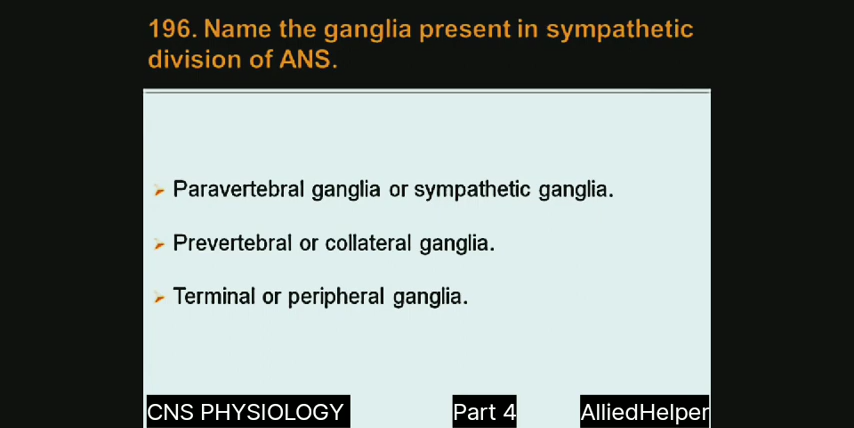 196. Name the ganglia present in sympathetic
division of ANS.
Paravertebral ganglia or sympathetic ganglia.
Prevertebral or collateral ganglia.
Terminal or peripheral ganglia.
CNS PHYSIOLOGY Part 4 AlliedHelper